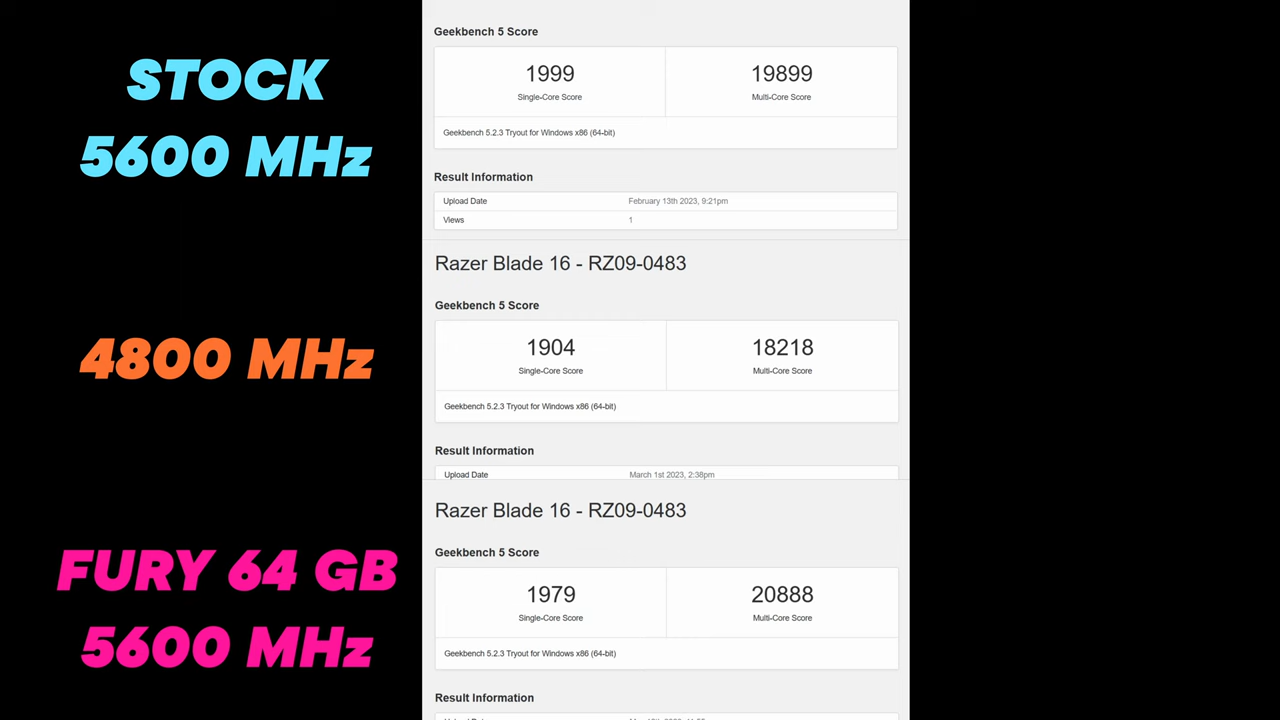 STOCK
5600 MHz
Geekbench 5 Score
1999 19899
Single-Core Score Multi-Core Score
Geekbench 5.2.3 Tryout for Windows x86 (64-bit)
Result Information
Upload Date February 13th 2023, 9:21pm
Views 1
4800 MHz
Razer Blade 16 - RZ09-0483
Geekbench 5 Score
1904 18218
Single-Core Score Multi-Core Score
Geekbench 5.2.3 Tryout for Windows x86 (64-bit)
Result Information
Upload Date March 1st 2023, 2:38pm
FURY 64 GB
5600 MHz
Razer Blade 16 - RZ09-0483
Geekbench 5 Score
1979 20888
Single-Core Score Multi-Core Score
Geekbench 5.2.3 Tryout for Windows x86 (64-bit)
Result Information